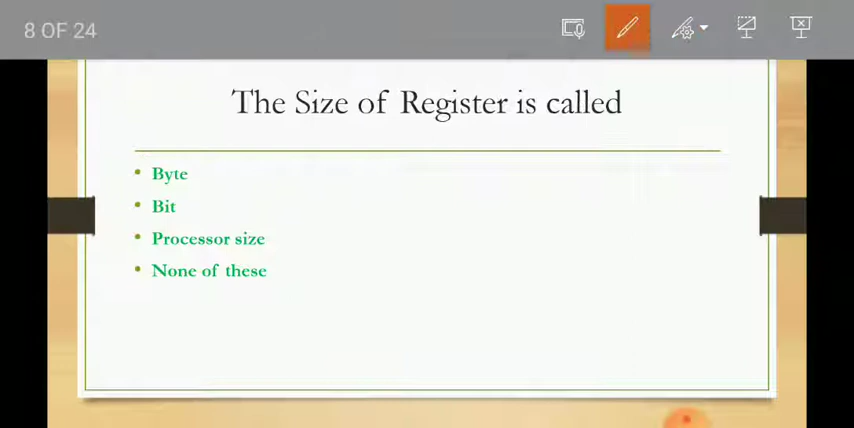 8 OF 24
The Size of Register is called
• Byte
• Bit
• Processor size
• None of these